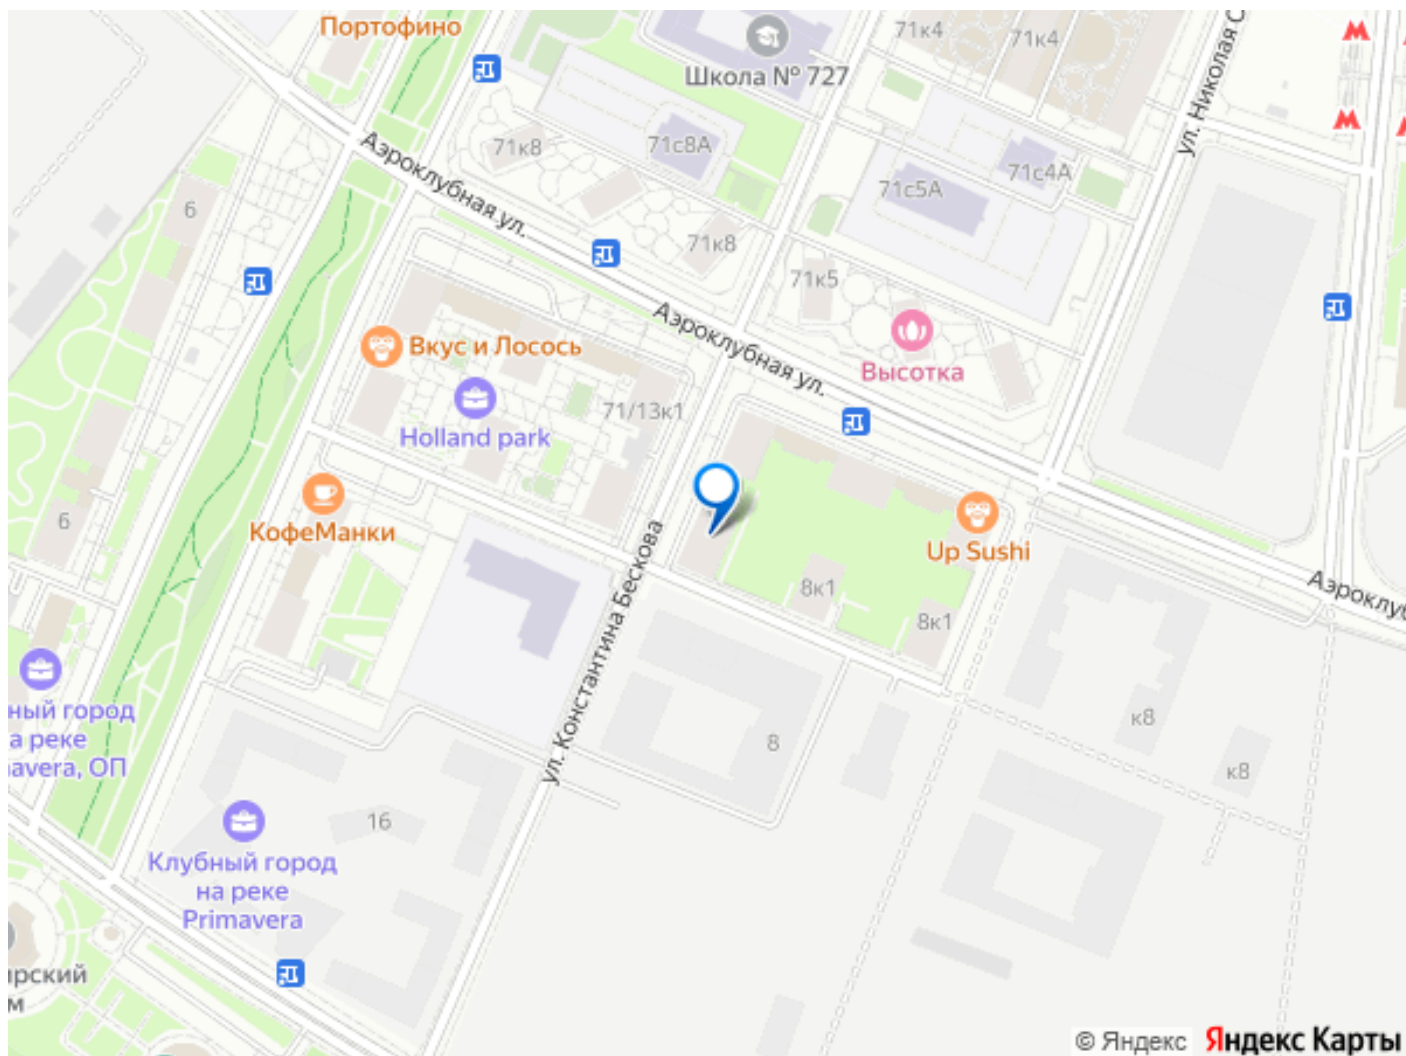 Портофино
Школа № 727
71к4
71к4
ул. Николая С
71к8
71с8А
71с4А
71с5А
Аэроклубная ул.
6
71к8
71к5
Аэроклубная ул.
Вкус и Лосось
Высотка
71/13к1
Holland park
6
КофеМанки
Up Sushi
ул. Константина Бескова
8к1
8к1
Аэроклуб
ный город
а реке
avera, ОП
к8
8
к8
16
Клубный город
на реке
Primavera
ирский
м
© Яндекс Яндекс Карты